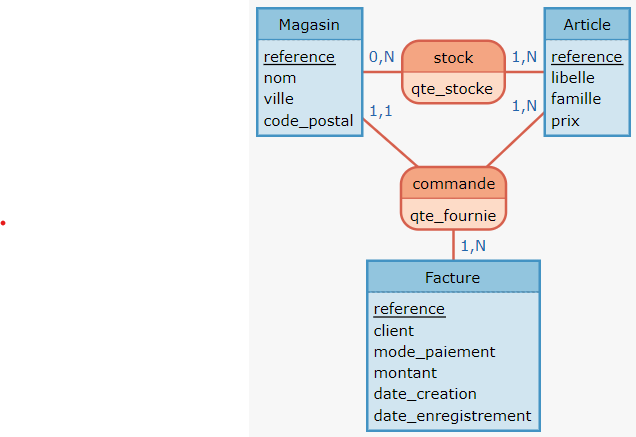 Magasin
reference
nom
ville
code_postal
0,N
stock
qte_stocke
1,N
Article
reference
libelle
famille
prix
1,1
1,N
commande
qte_fournie
1,N
Facture
reference
client
mode_paiement
montant
date_creation
date_enregistrement